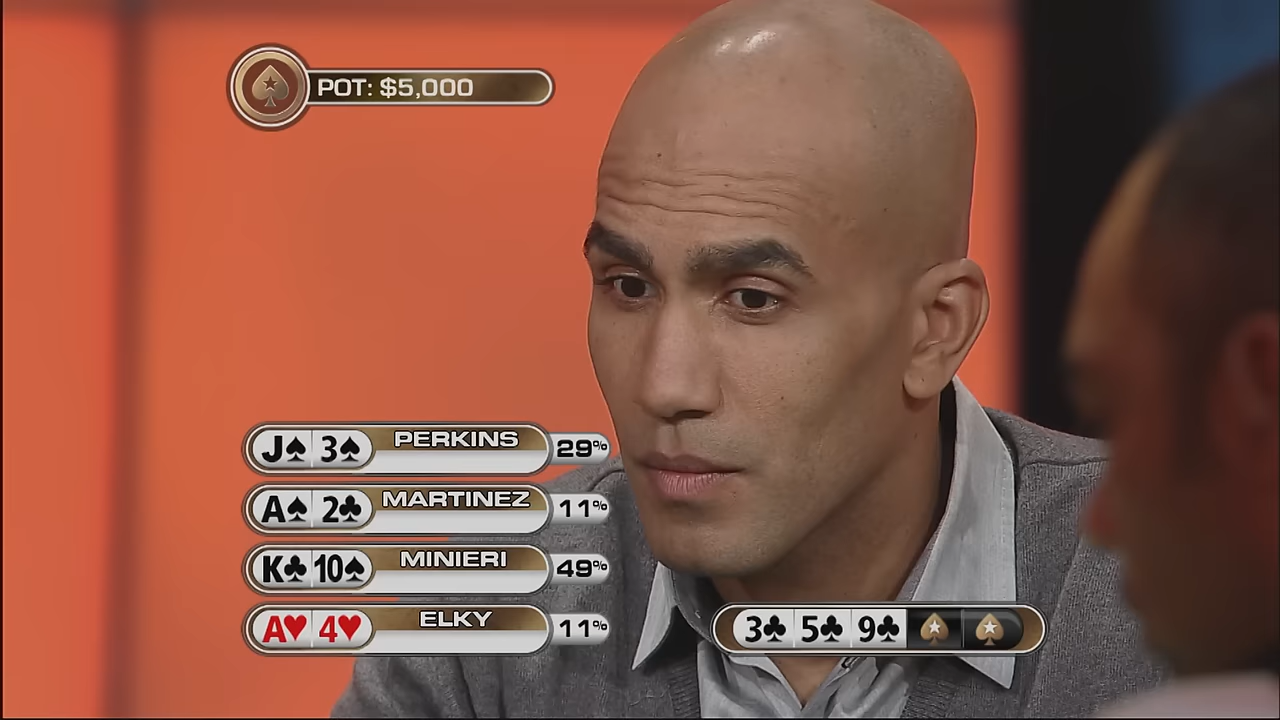 POT: $5,000
J♠ 3♠ PERKINS 29%
A♠ 2♣ MARTINEZ 11%
K♣ 10♠ MINIERI 49%
A♥ 4♥ ELKY 11%
3♣ 5♣ 9♣